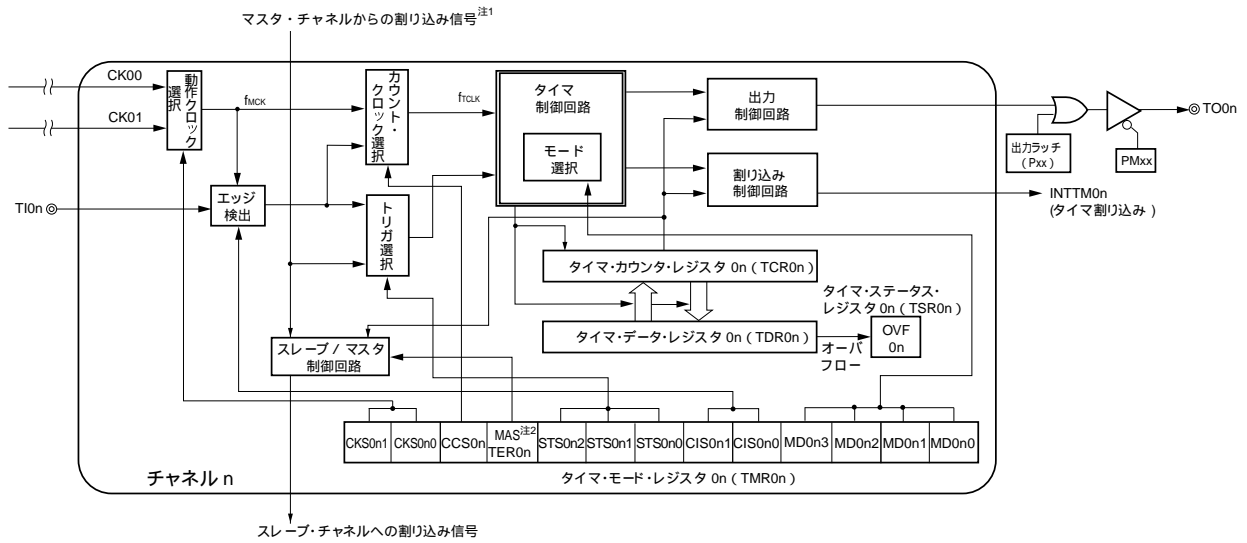 マスタ・チャネルからの割り込み信号注1
CK00
CK01
動作クロック
選択
fMCK
カウント・
クロック選択
fTCLK
タイマ
制御回路
モード
選択
出力
制御回路
TO0n
出力ラッチ
(Pxx)
PMxx
割り込み
制御回路
INTTM0n
(タイマ割り込み)
TI0n
エッジ
検出
トリガ
選択
タイマ・カウンタ・レジスタ 0n(TCR0n)
タイマ・データ・レジスタ 0n(TDR0n)
タイマ・ステータス・
レジスタ 0n(TSR0n)
OVF
0n
オーバ
フロー
スレーブ / マスタ
制御回路
CKS0n1 CKS0n0 CCS0n MAS注2 TER0n STS0n2 STS0n1 STS0n0 CIS0n1 CIS0n0 MD0n3 MD0n2 MD0n1 MD0n0
チャネル n
タイマ・モード・レジスタ 0n(TMR0n)
スレーブ・チャネルへの割り込み信号